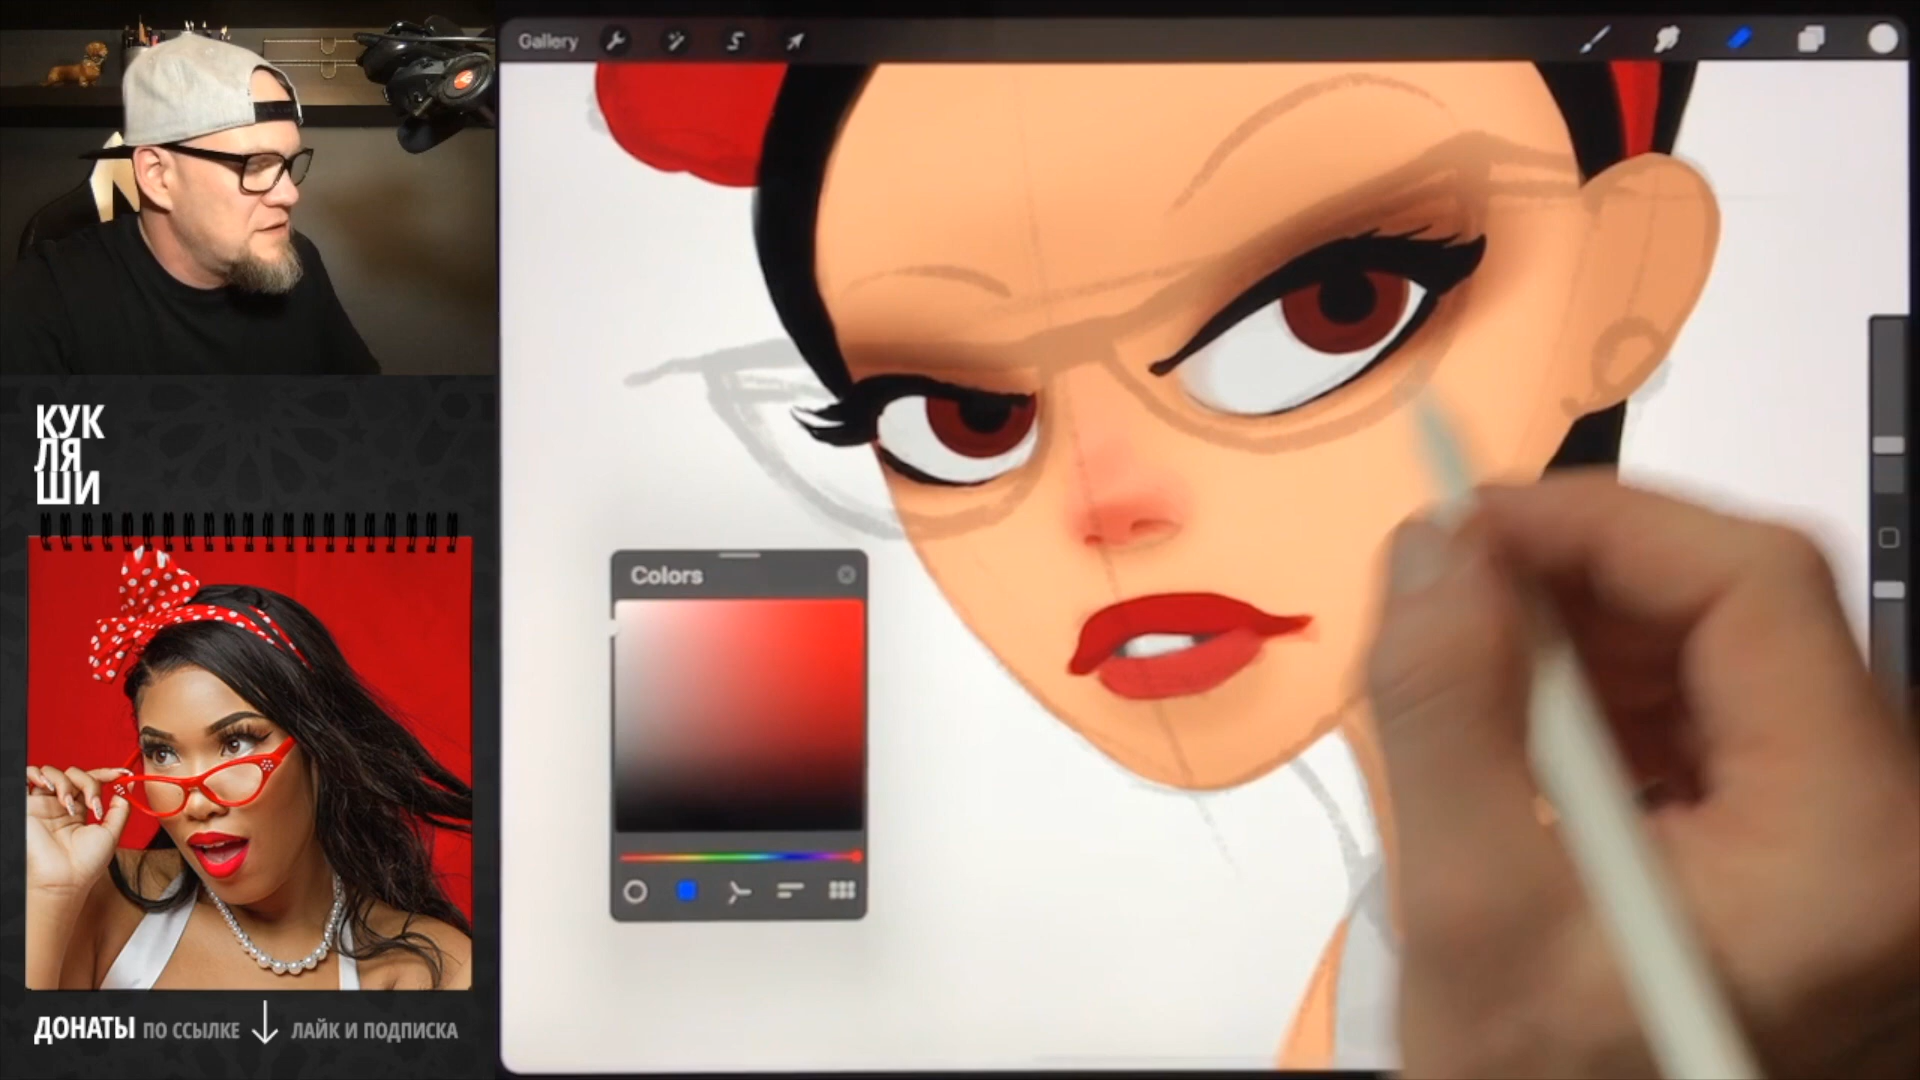 Gallery
КУК
ЛЯ
ШИ
Colors
ДОНАТЫ ПО ССЫЛКЕ ↓ ЛАЙК И ПОДПИСКА